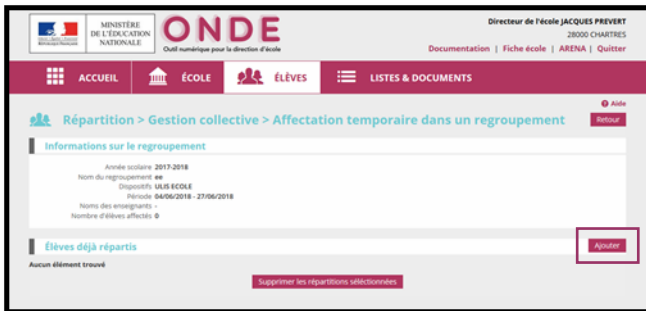 MINISTÈRE
DE L'ÉDUCATION
NATIONALE
ONDE
Outil numérique pour la direction d'école
Directeur de l'école JACQUES PREVERT
28000 CHARTRES
Documentation | Fiche école | ARENA | Quitter
ACCUEIL ÉCOLE ÉLÈVES LISTES & DOCUMENTS
Aide
Répartition > Gestion collective > Affectation temporaire dans un regroupement Retour
Informations sur le regroupement
Année scolaire 2017-2018
Nom du regroupement ee
Dispositifs ULIS ECOLE
Période 04/06/2018 - 27/06/2018
Noms des enseignants -
Nombre d'élèves affectés 0
Élèves déjà répartis Ajouter
Aucun élément trouvé
Supprimer les répartitions séléctionnées